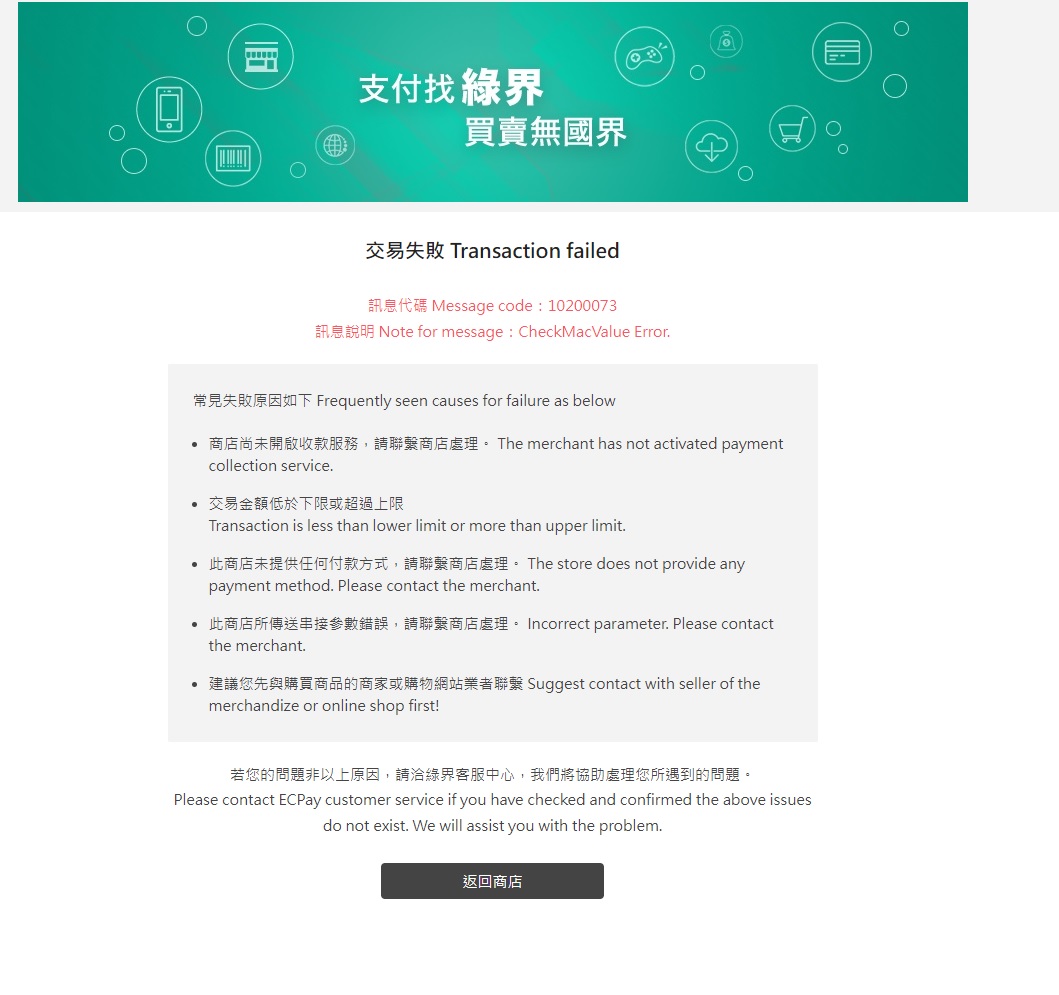 支付找 綠界
買賣無國界
交易失敗 Transaction failed
訊息代碼 Message code：10200073
訊息說明 Note for message：CheckMacValue Error.
常見失敗原因如下 Frequently seen causes for failure as below
• 商店尚未開啟收款服務，請聯繫商店處理。 The merchant has not activated payment
collection service.
• 交易金額低於下限或超過上限
Transaction is less than lower limit or more than upper limit.
• 此商店未提供任何付款方式，請聯繫商店處理。 The store does not provide any
payment method. Please contact the merchant.
• 此商店所傳送串接參數錯誤，請聯繫商店處理。 Incorrect parameter. Please contact
the merchant.
• 建議您先與購買商品的商家或購物網站業者聯繫 Suggest contact with seller of the
merchandize or online shop first!
若您的問題非以上原因，請洽綠界客服中心，我們將協助處理您所遇到的問題。
Please contact ECPay customer service if you have checked and confirmed the above issues
do not exist. We will assist you with the problem.
返回商店